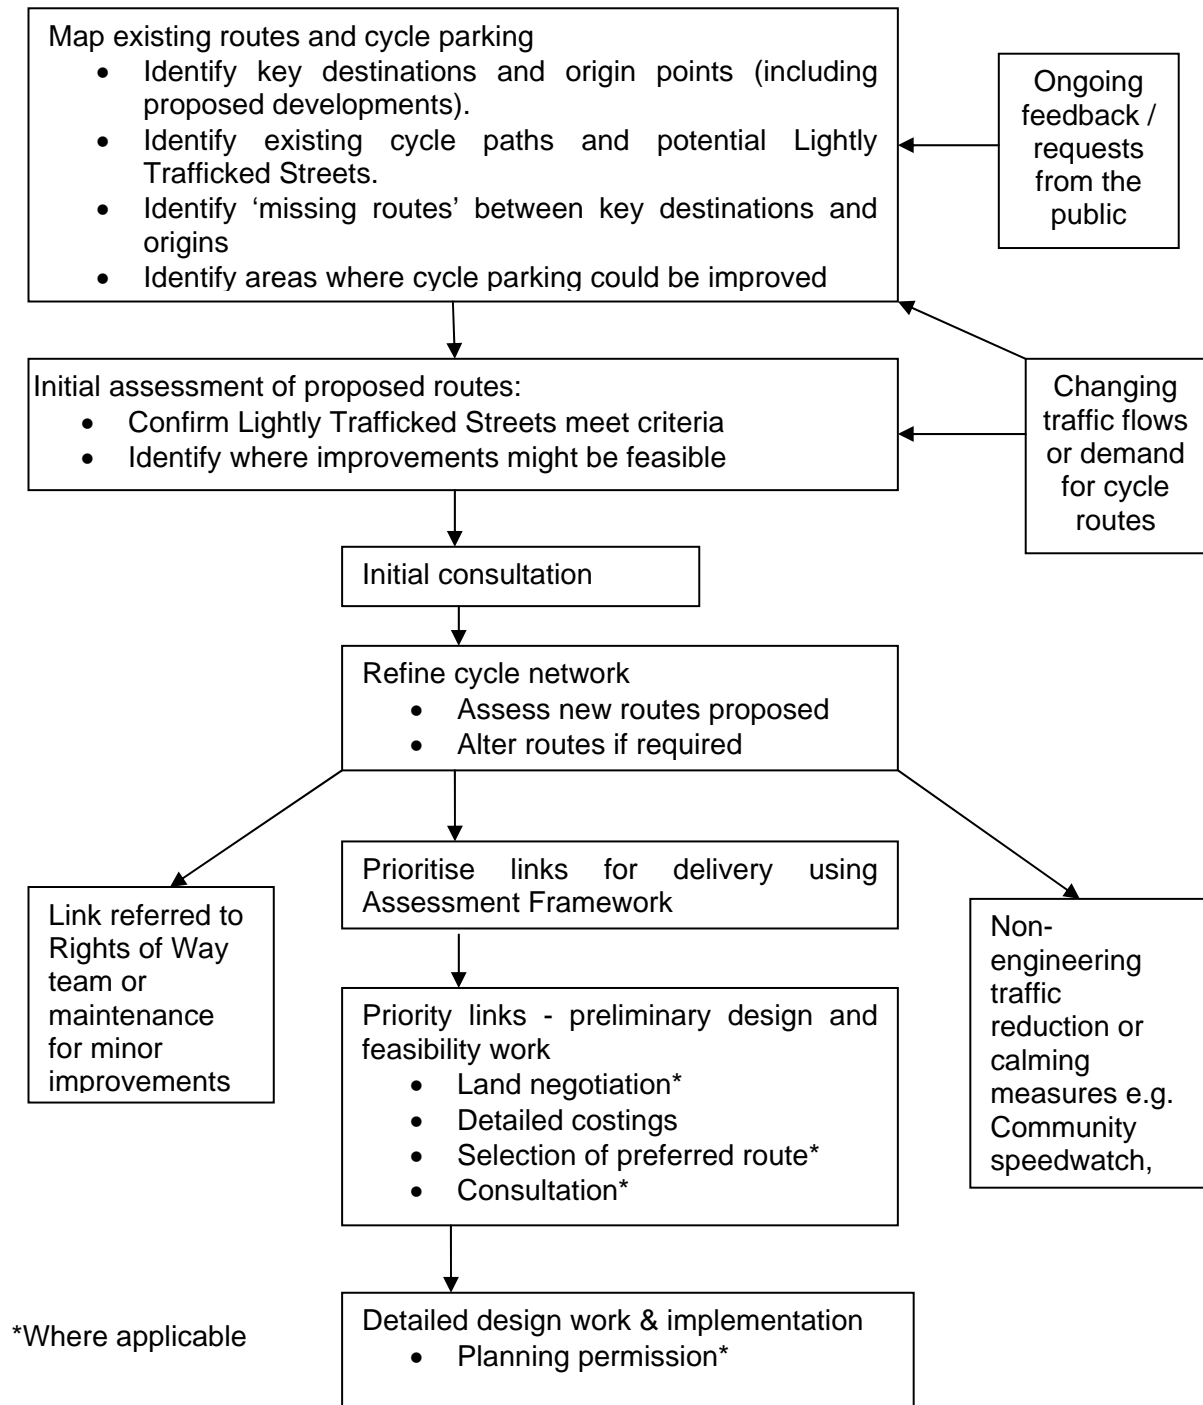 Map existing routes and cycle parking
• Identify key destinations and origin points (including
proposed developments).
• Identify existing cycle paths and potential Lightly
Trafficked Streets.
• Identify ‘missing routes’ between key destinations and
origins
• Identify areas where cycle parking could be improved
Ongoing
feedback /
requests
from the
public
Initial assessment of proposed routes:
• Confirm Lightly Trafficked Streets meet criteria
• Identify where improvements might be feasible
Changing
traffic flows
or demand
for cycle
routes
Initial consultation
Refine cycle network
• Assess new routes proposed
• Alter routes if required
Prioritise links for delivery using
Assessment Framework
Link referred to
Rights of Way
team or
maintenance
for minor
improvements
Non-
engineering
traffic
reduction or
calming
measures e.g.
Community
speedwatch,
Priority links - preliminary design and
feasibility work
• Land negotiation*
• Detailed costings
• Selection of preferred route*
• Consultation*
Detailed design work & implementation
• Planning permission*
*Where applicable